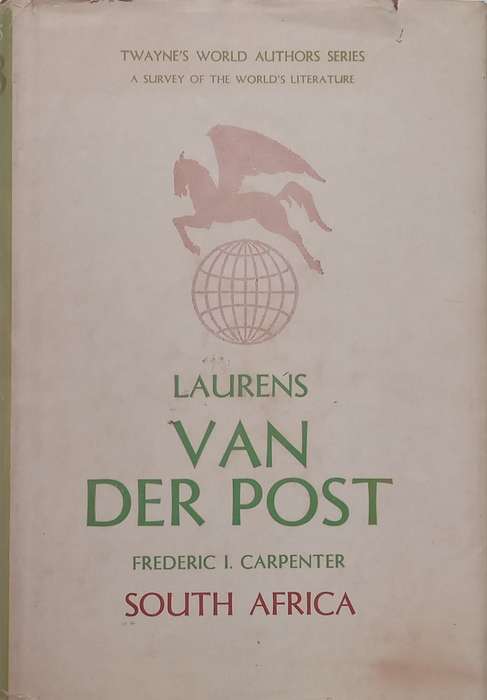 TWAYNE'S WORLD AUTHORS SERIES
A SURVEY OF THE WORLD'S LITERATURE
LAURENS
VAN
DER POST
FREDERIC I. CARPENTER
SOUTH AFRICA